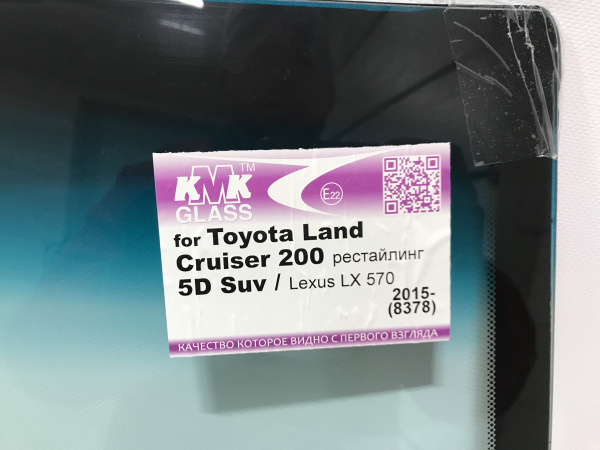 KMK™
GLASS
E22
for Toyota Land
Cruiser 200 рестайлинг
5D Suv / Lexus LX 570
2015-
(8378)
КАЧЕСТВО КОТОРОЕ ВИДНО С ПЕРВОГО ВЗГЛЯДА